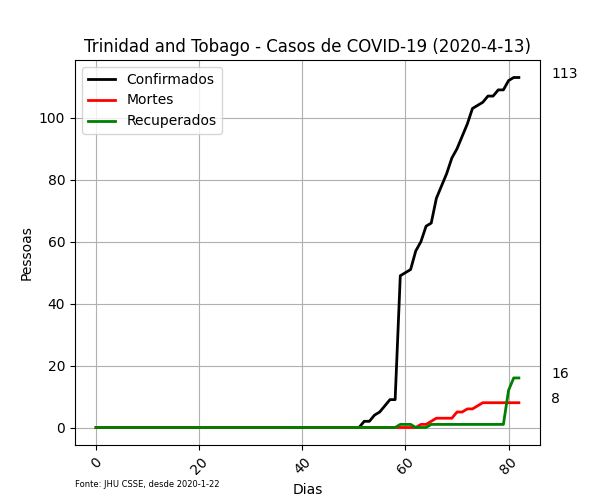 Trinidad and Tobago - Casos de COVID-19 (2020-4-13)
Confirmados
Mortes
Recuperados
113
100
80
60
40
20
0
16
8
Pessoas
0 20 40 60 80
Dias
Fonte: JHU CSSE, desde 2020-1-22